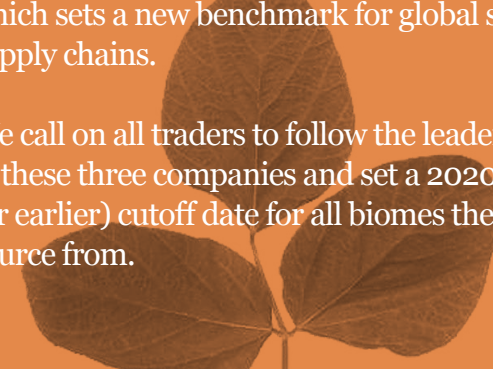 hich sets a new benchmark for global s
pply chains.
e call on all traders to follow the leade
these three companies and set a 2020
r earlier) cutoff date for all biomes the
urce from.